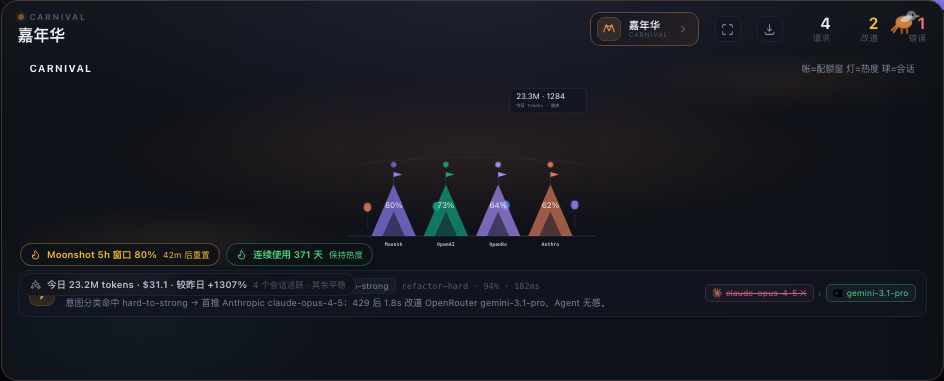 CARNIVAL
嘉年华
嘉年华
CARNIVAL
4
请求
2
改道
1
错误
CARNIVAL
帐=配额窗 灯=热度 球=会话
23.3M · 1284
今日 tokens · 请求
80%
73%
64%
62%
Moonsh
OpenAI
OpenRo
Anthro
Moonshot 5h 窗口 80% 42m 后重置
连续使用 371 天 保持热度
今日 23.2M tokens · $31.1 · 较昨日 +1307% 4 个会话活跃 · 其余平稳
o-strong refactor-hard · 94% · 182ms
意图分类命中 hard-to-strong → 首推 Anthropic claude-opus-4-5；429 后 1.8s 改道 OpenRouter gemini-3.1-pro。Agent 无感。
claude-opus-4-5 ✕ › gemini-3.1-pro